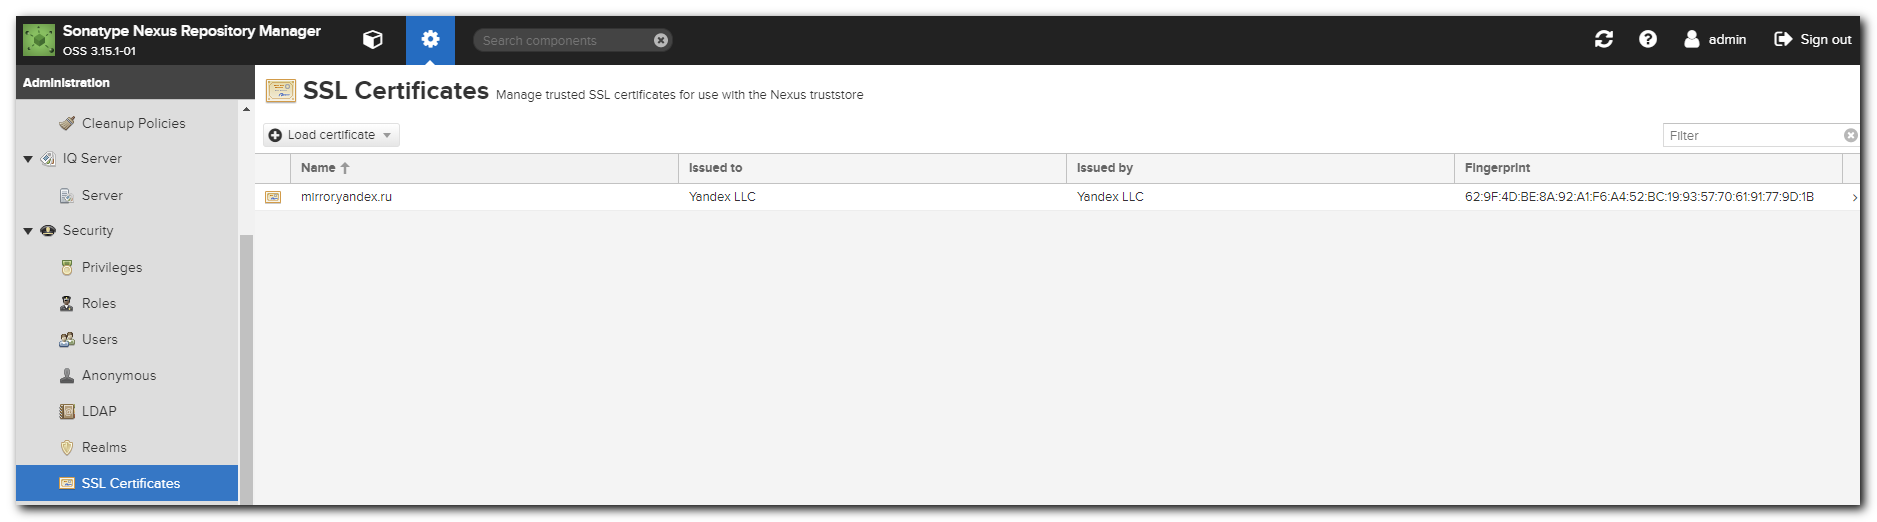 Sonatype Nexus Repository Manager
OSS 3.15.1-01
Search components
admin
Sign out
Administration
Cleanup Policies
IQ Server
Server
Security
Privileges
Roles
Users
Anonymous
LDAP
Realms
SSL Certificates
SSL Certificates Manage trusted SSL certificates for use with the Nexus truststore
Load certificate
Filter
Name Issued to Issued by Fingerprint
mirror.yandex.ru Yandex LLC Yandex LLC 62:9F:4D:BE:8A:92:A1:F6:A4:52:BC:19:93:57:70:61:91:77:9D:1B